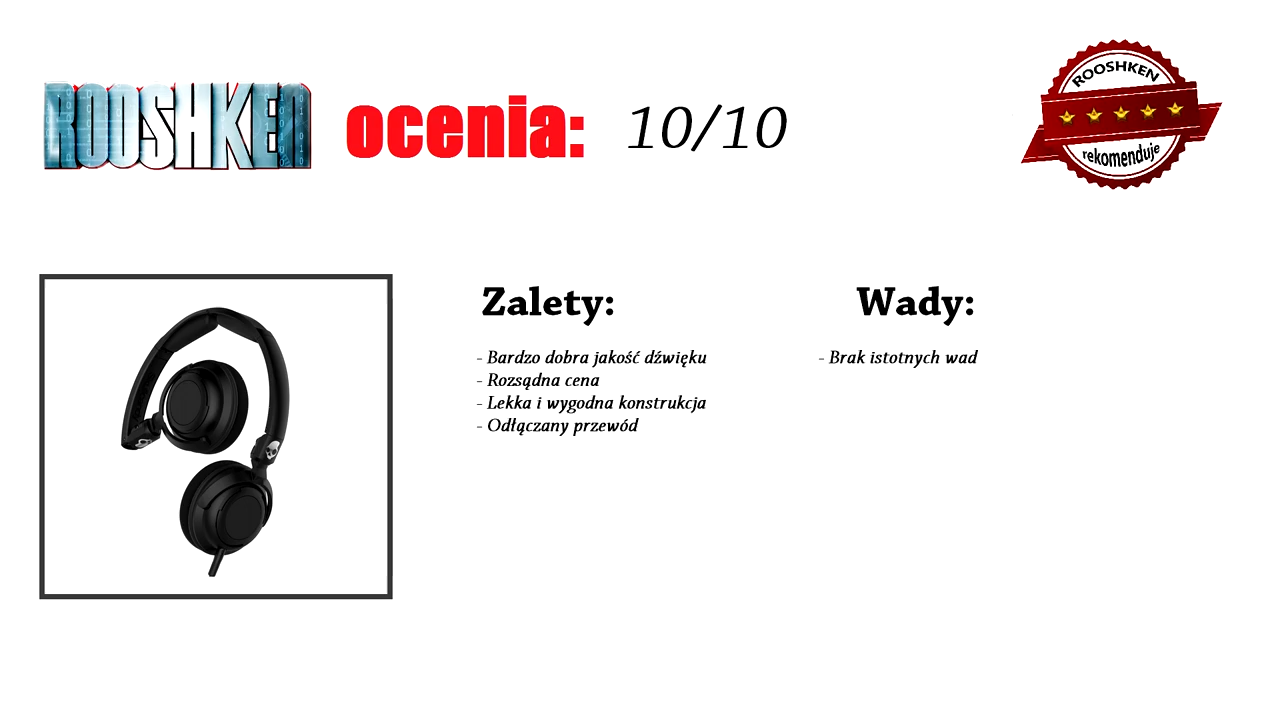 ROOSHKEN ocenia: 10/10
ROOSHKEN
rekomenduje
Zalety:
- Bardzo dobra jakość dźwięku
- Rozsądna cena
- Lekka i wygodna konstrukcja
- Odłączany przewód
Wady:
- Brak istotnych wad